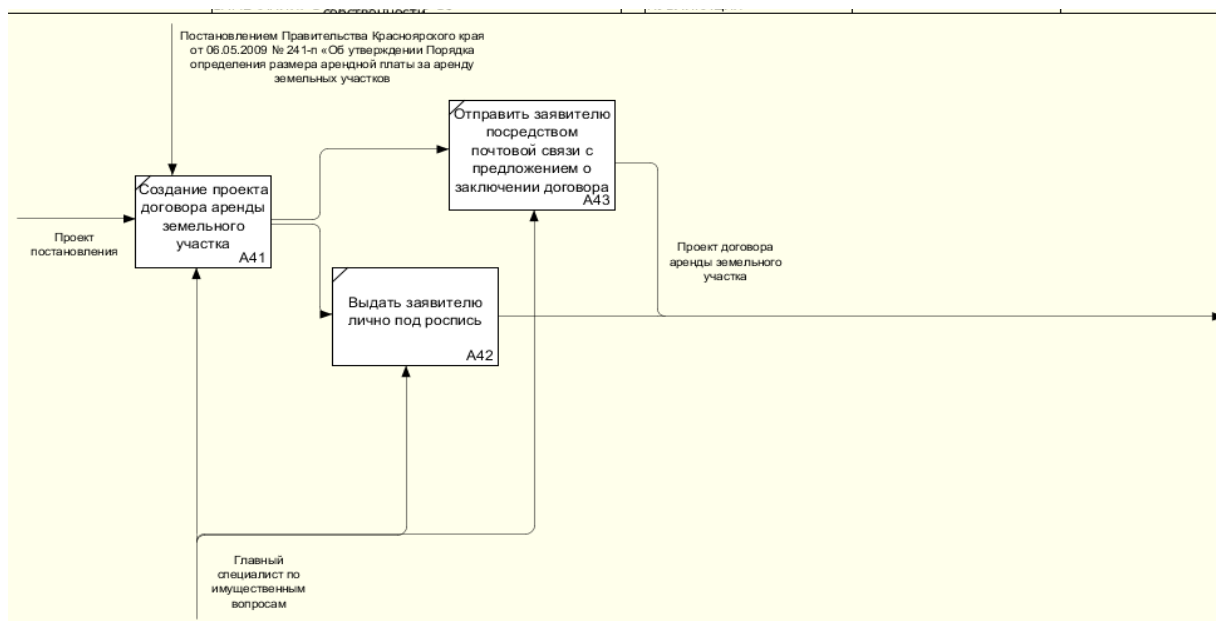 собственности
Постановлением Правительства Красноярского края
от 06.05.2009 № 241-п «Об утверждении Порядка
определения размера арендной платы за аренду
земельных участков
Отправить заявителю
посредством
почтовой связи с
предложением о
заключении договора
A43
Создание проекта
договора аренды
земельного
участка
A41
Проект
постановления
Проект договора
аренды земельного
участка
Выдать заявителю
лично под роспись
A42
Главный
специалист по
имущественным
вопросам